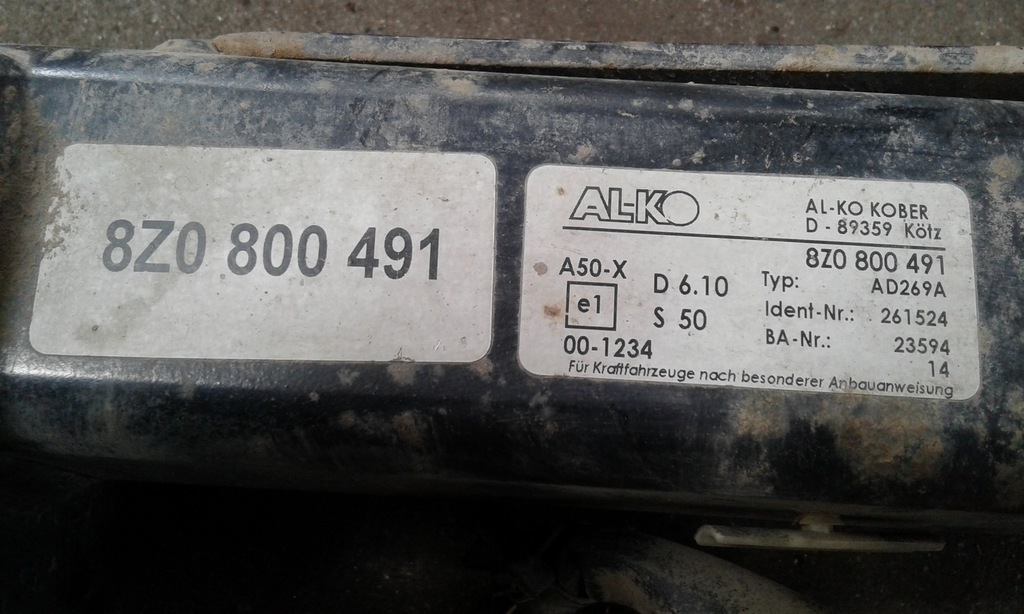 8Z0 800 491
AL-KO
AL-KO KOBER
D - 89359 Kötz
8Z0 800 491
A50-X
D 6.10
Typ: AD269A
e1
S 50
Ident-Nr.: 261524
00-1234
BA-Nr.: 23594
14
Für Kraftfahrzeuge nach besonderer Anbauanweisung